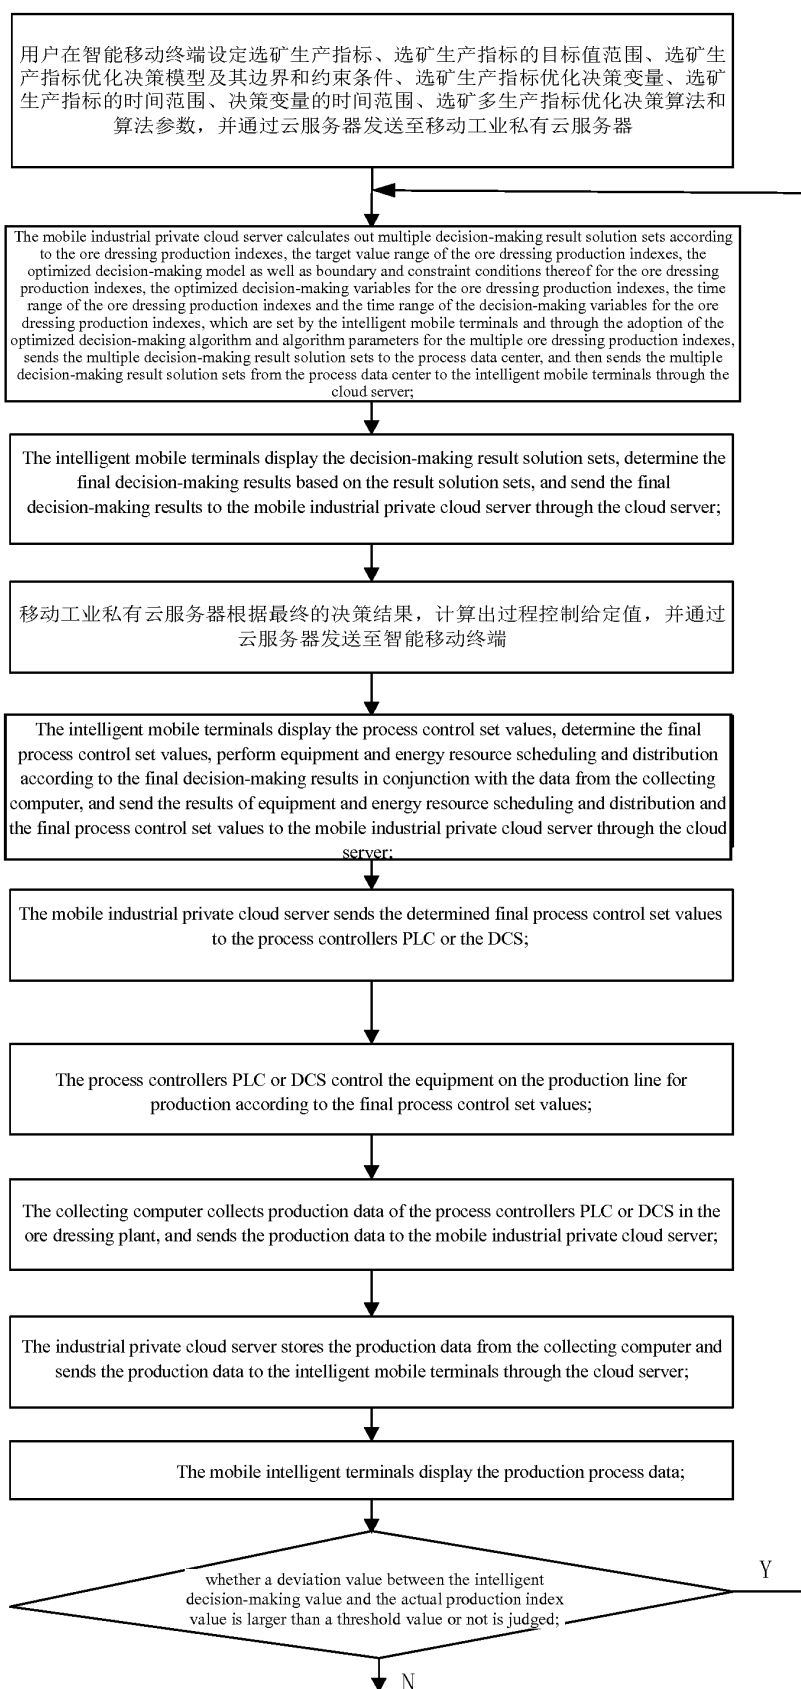 用户在智能移动终端设定选矿生产指标、选矿生产指标的目标值范围、选矿生
产指标优化决策模型及其边界和约束条件、选矿生产指标优化决策变量、选矿
生产指标的时间范围、决策变量的时间范围、选矿多生产指标优化决策算法和
算法参数，并通过云服务器发送至移动工业私有云服务器
The mobile industrial private cloud server calculates out multiple decision-making result solution sets according
to the ore dressing production indexes, the target value range of the ore dressing production indexes, the
optimized decision-making model as well as boundary and constraint conditions thereof for the ore dressing
production indexes, the optimized decision-making variables for the ore dressing production indexes, the time
range of the ore dressing production indexes and the time range of the decision-making variables for the ore
dressing production indexes, which are set by the intelligent mobile terminals and through the adoption of the
optimized decision-making algorithm and algorithm parameters for the multiple ore dressing production indexes,
sends the multiple decision-making result solution sets to the process data center, and then sends the multiple
decision-making result solution sets from the process data center to the intelligent mobile terminals through the
cloud server;
The intelligent mobile terminals display the decision-making result solution sets, determine the
final decision-making results based on the result solution sets, and send the final
decision-making results to the mobile industrial private cloud server through the cloud server;
移动工业私有云服务器根据最终的决策结果，计算出过程控制给定值，并通过
云服务器发送至智能移动终端
The intelligent mobile terminals display the process control set values, determine the final
process control set values, perform equipment and energy resource scheduling and distribution
according to the final decision-making results in conjunction with the data from the collecting
computer, and send the results of equipment and energy resource scheduling and distribution and
the final process control set values to the mobile industrial private cloud server through the cloud
server;
The mobile industrial private cloud server sends the determined final process control set values
to the process controllers PLC or the DCS;
The process controllers PLC or DCS control the equipment on the production line for
production according to the final process control set values;
The collecting computer collects production data of the process controllers PLC or DCS in the
ore dressing plant, and sends the production data to the mobile industrial private cloud server;
The industrial private cloud server stores the production data from the collecting computer and
sends the production data to the intelligent mobile terminals through the cloud server;
The mobile intelligent terminals display the production process data;
Y
whether a deviation value between the intelligent
decision-making value and the actual production index
value is larger than a threshold value or not is judged;
N